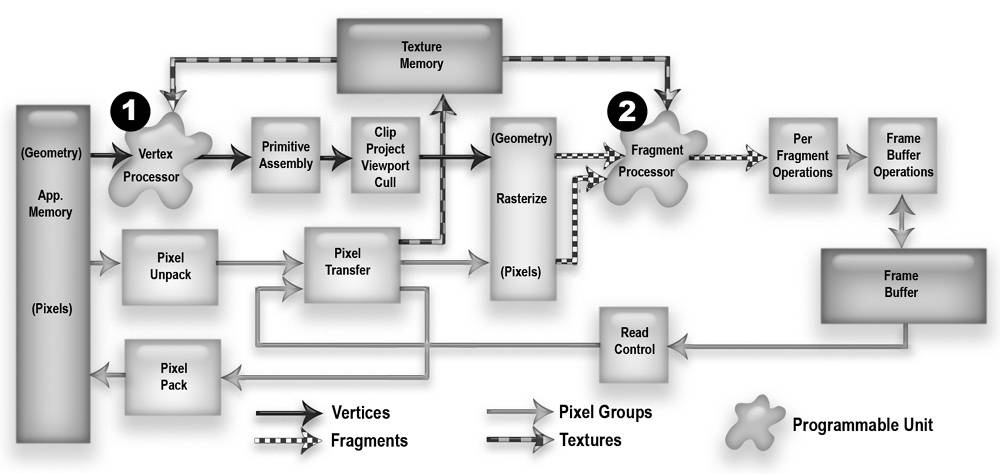 Texture
Memory
1
2
(Geometry)
App.
Memory
(Pixels)
Vertex
Processor
Primitive
Assembly
Clip
Project
Viewport
Cull
(Geometry)
Rasterize
(Pixels)
Fragment
Processor
Per
Fragment
Operations
Frame
Buffer
Operations
Pixel
Unpack
Pixel
Transfer
Frame
Buffer
Read
Control
Pixel
Pack
Vertices
Fragments
Pixel Groups
Textures
Programmable Unit